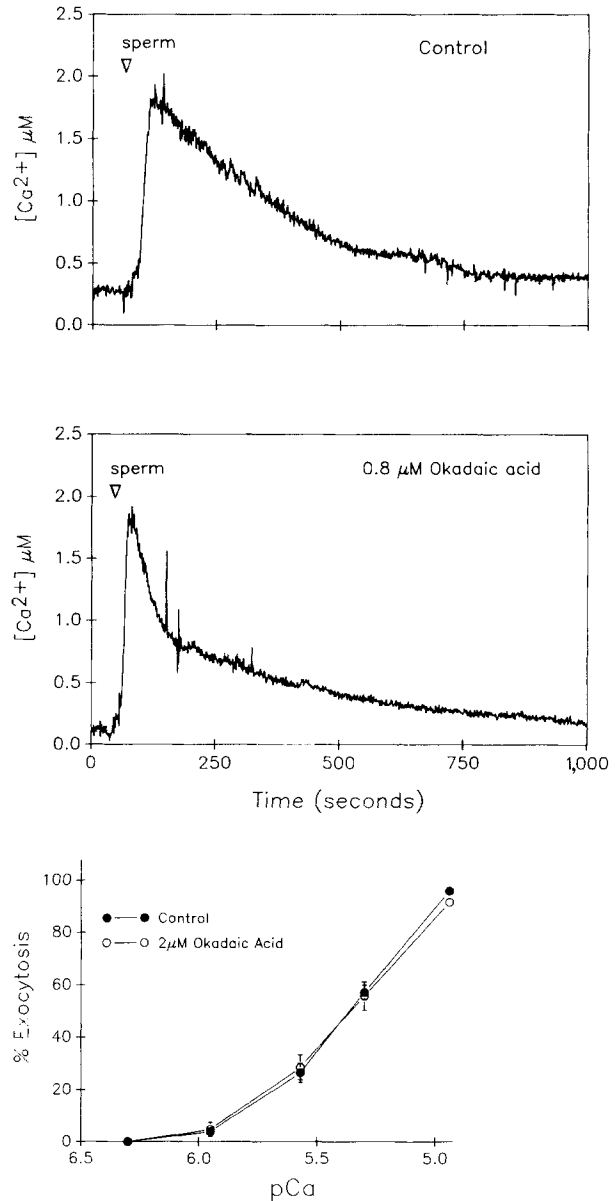 sperm
Control
[Ca2+] μM
2.5
2.0
1.5
1.0
0.5
0.0
sperm
0.8 μM Okadaic acid
[Ca2+] μM
2.5
2.0
1.5
1.0
0.5
0.0
0 250 500 750 1,000
Time (seconds)
% Exocytosis
100
80
60
40
20
0
Control
2μM Okadaic Acid
6.5 6.0 5.5 5.0
pCa